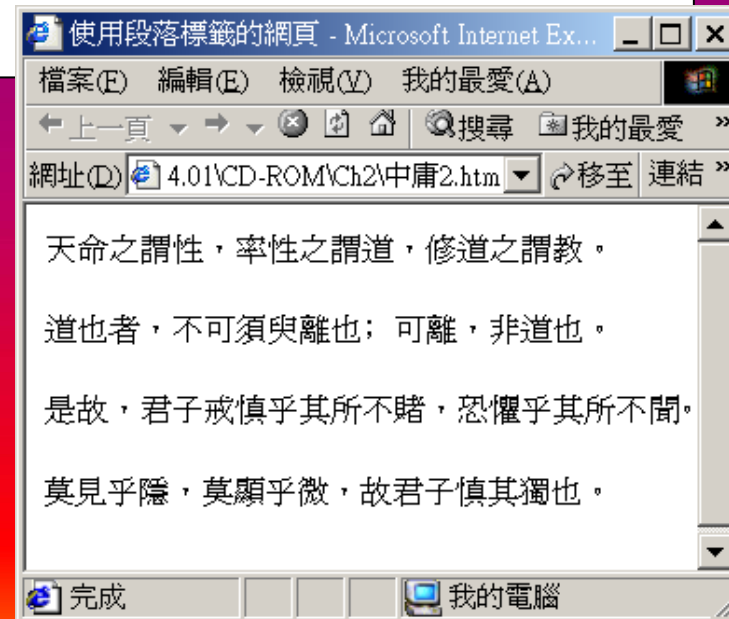 使用段落標籤的網頁 - Microsoft Internet Ex...
檔案(F) 編輯(E) 檢視(V) 我的最愛(A)
上一頁 搜尋 我的最愛 »
網址(D) 4.01\CD-ROM\Ch2\中庸2.htm 移至 連結 »
天命之謂性，率性之謂道，修道之謂教。
道也者，不可須臾離也; 可離，非道也。
是故，君子戒慎乎其所不賭，恐懼乎其所不聞。
莫見乎隱，莫顯乎微，故君子慎其獨也。
完成 我的電腦